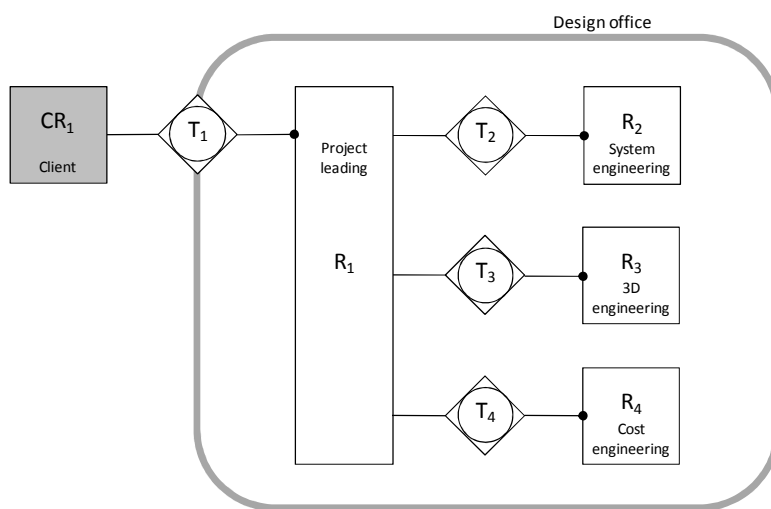 Design office
CR1
Client
T1
Project
leading
R1
T2
R2
System
engineering
T3
R3
3D
engineering
T4
R4
Cost
engineering